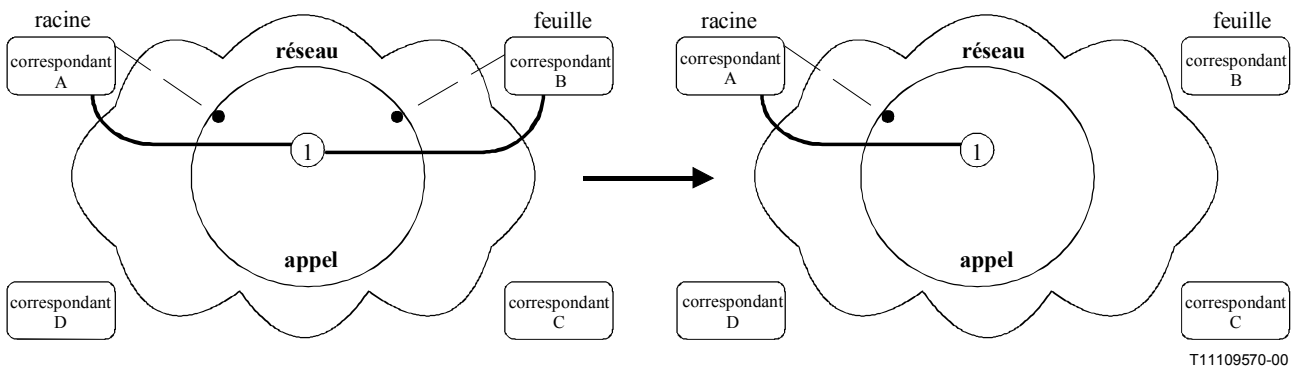 racine
feuille
racine
feuille
correspondant
A
réseau
correspondant
B
correspondant
A
réseau
correspondant
B
1
1
appel
appel
correspondant
D
correspondant
C
correspondant
D
correspondant
C
T11109570-00